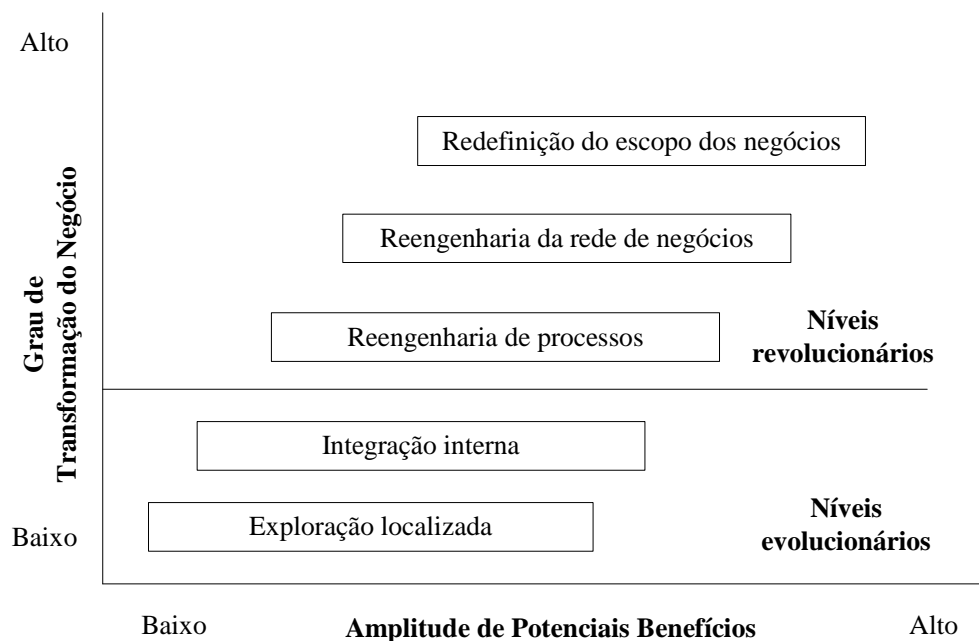 Alto
Redefinição do escopo dos negócios
Reengenharia da rede de negócios
Grau de
Transformação do Negócio
Reengenharia de processos
Níveis
revolucionários
Integração interna
Exploração localizada
Níveis
evolucionários
Baixo
Baixo
Amplitude de Potenciais Benefícios
Alto